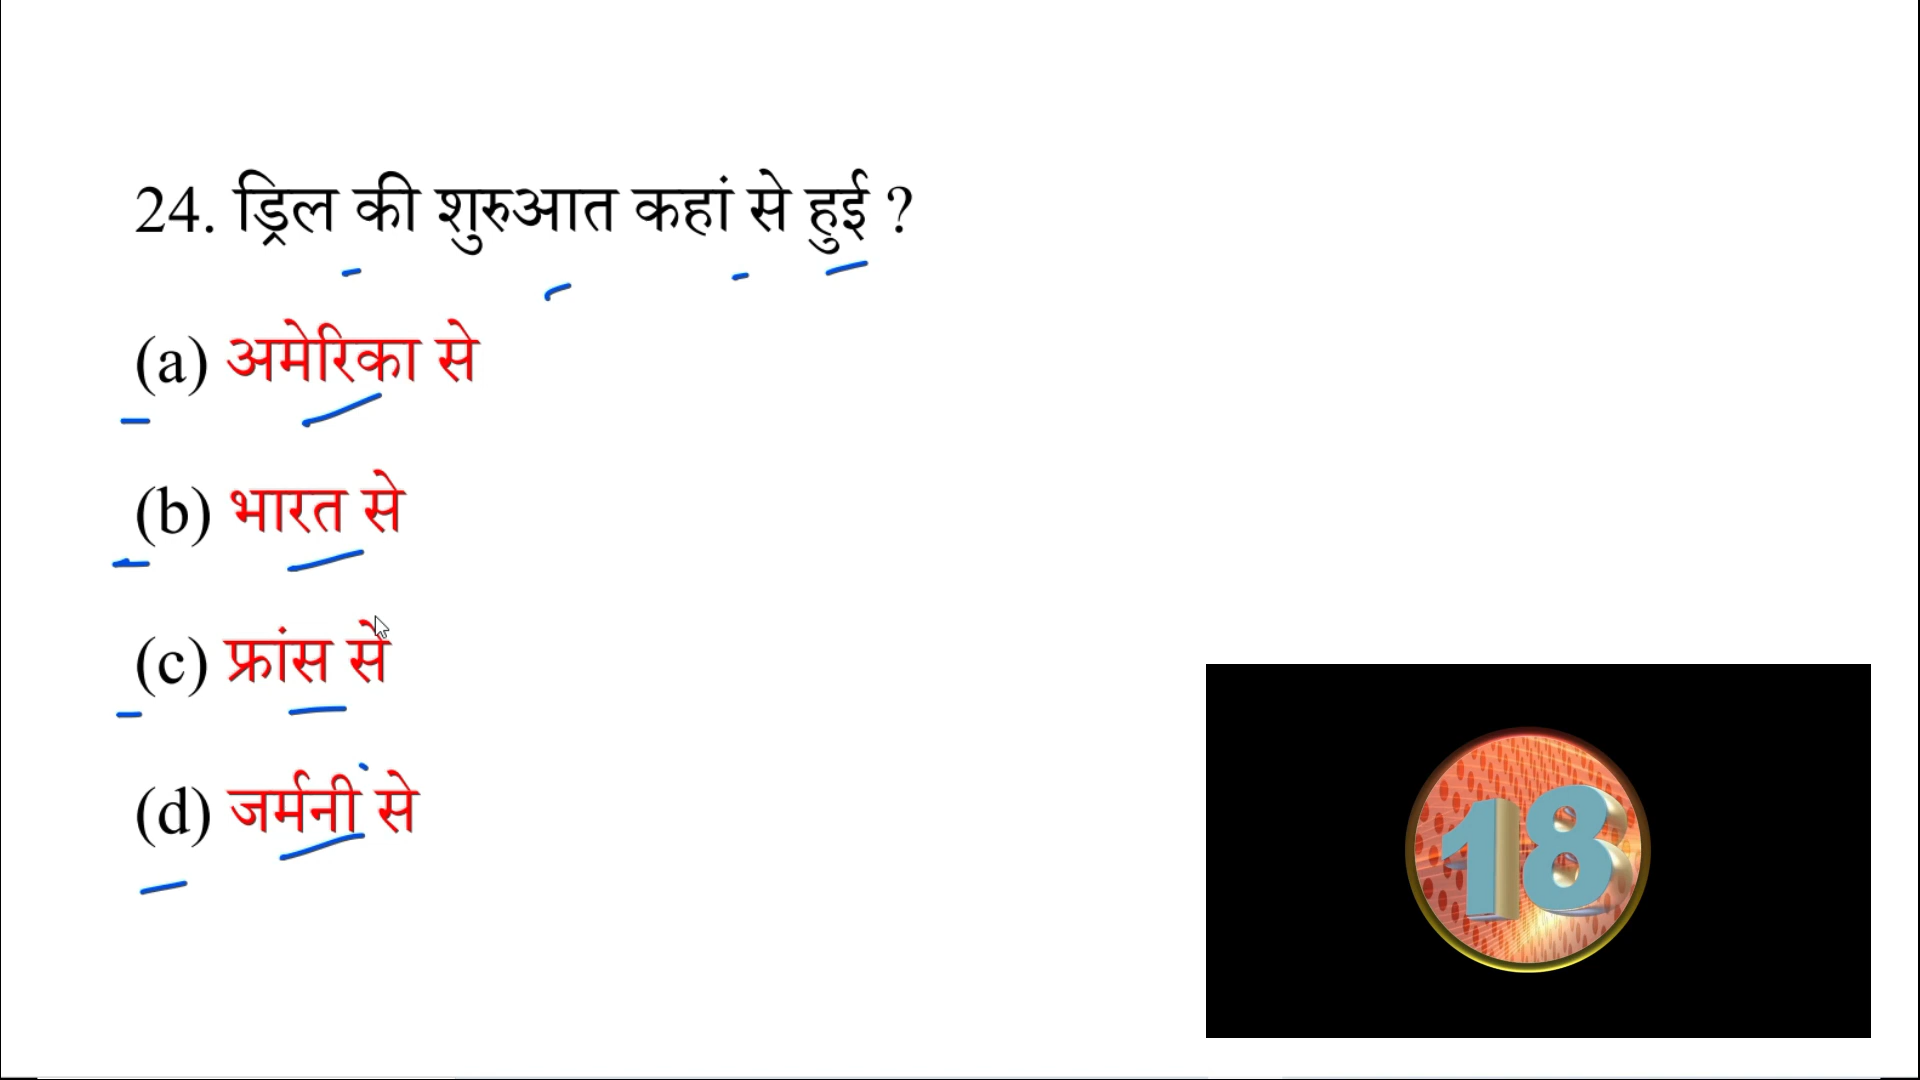 24. ड्रिल की शुरुआत कहां से हुई ?
(a) अमेरिका से
(b) भारत से
(c) फ्रांस से
(d) जर्मनी से
18